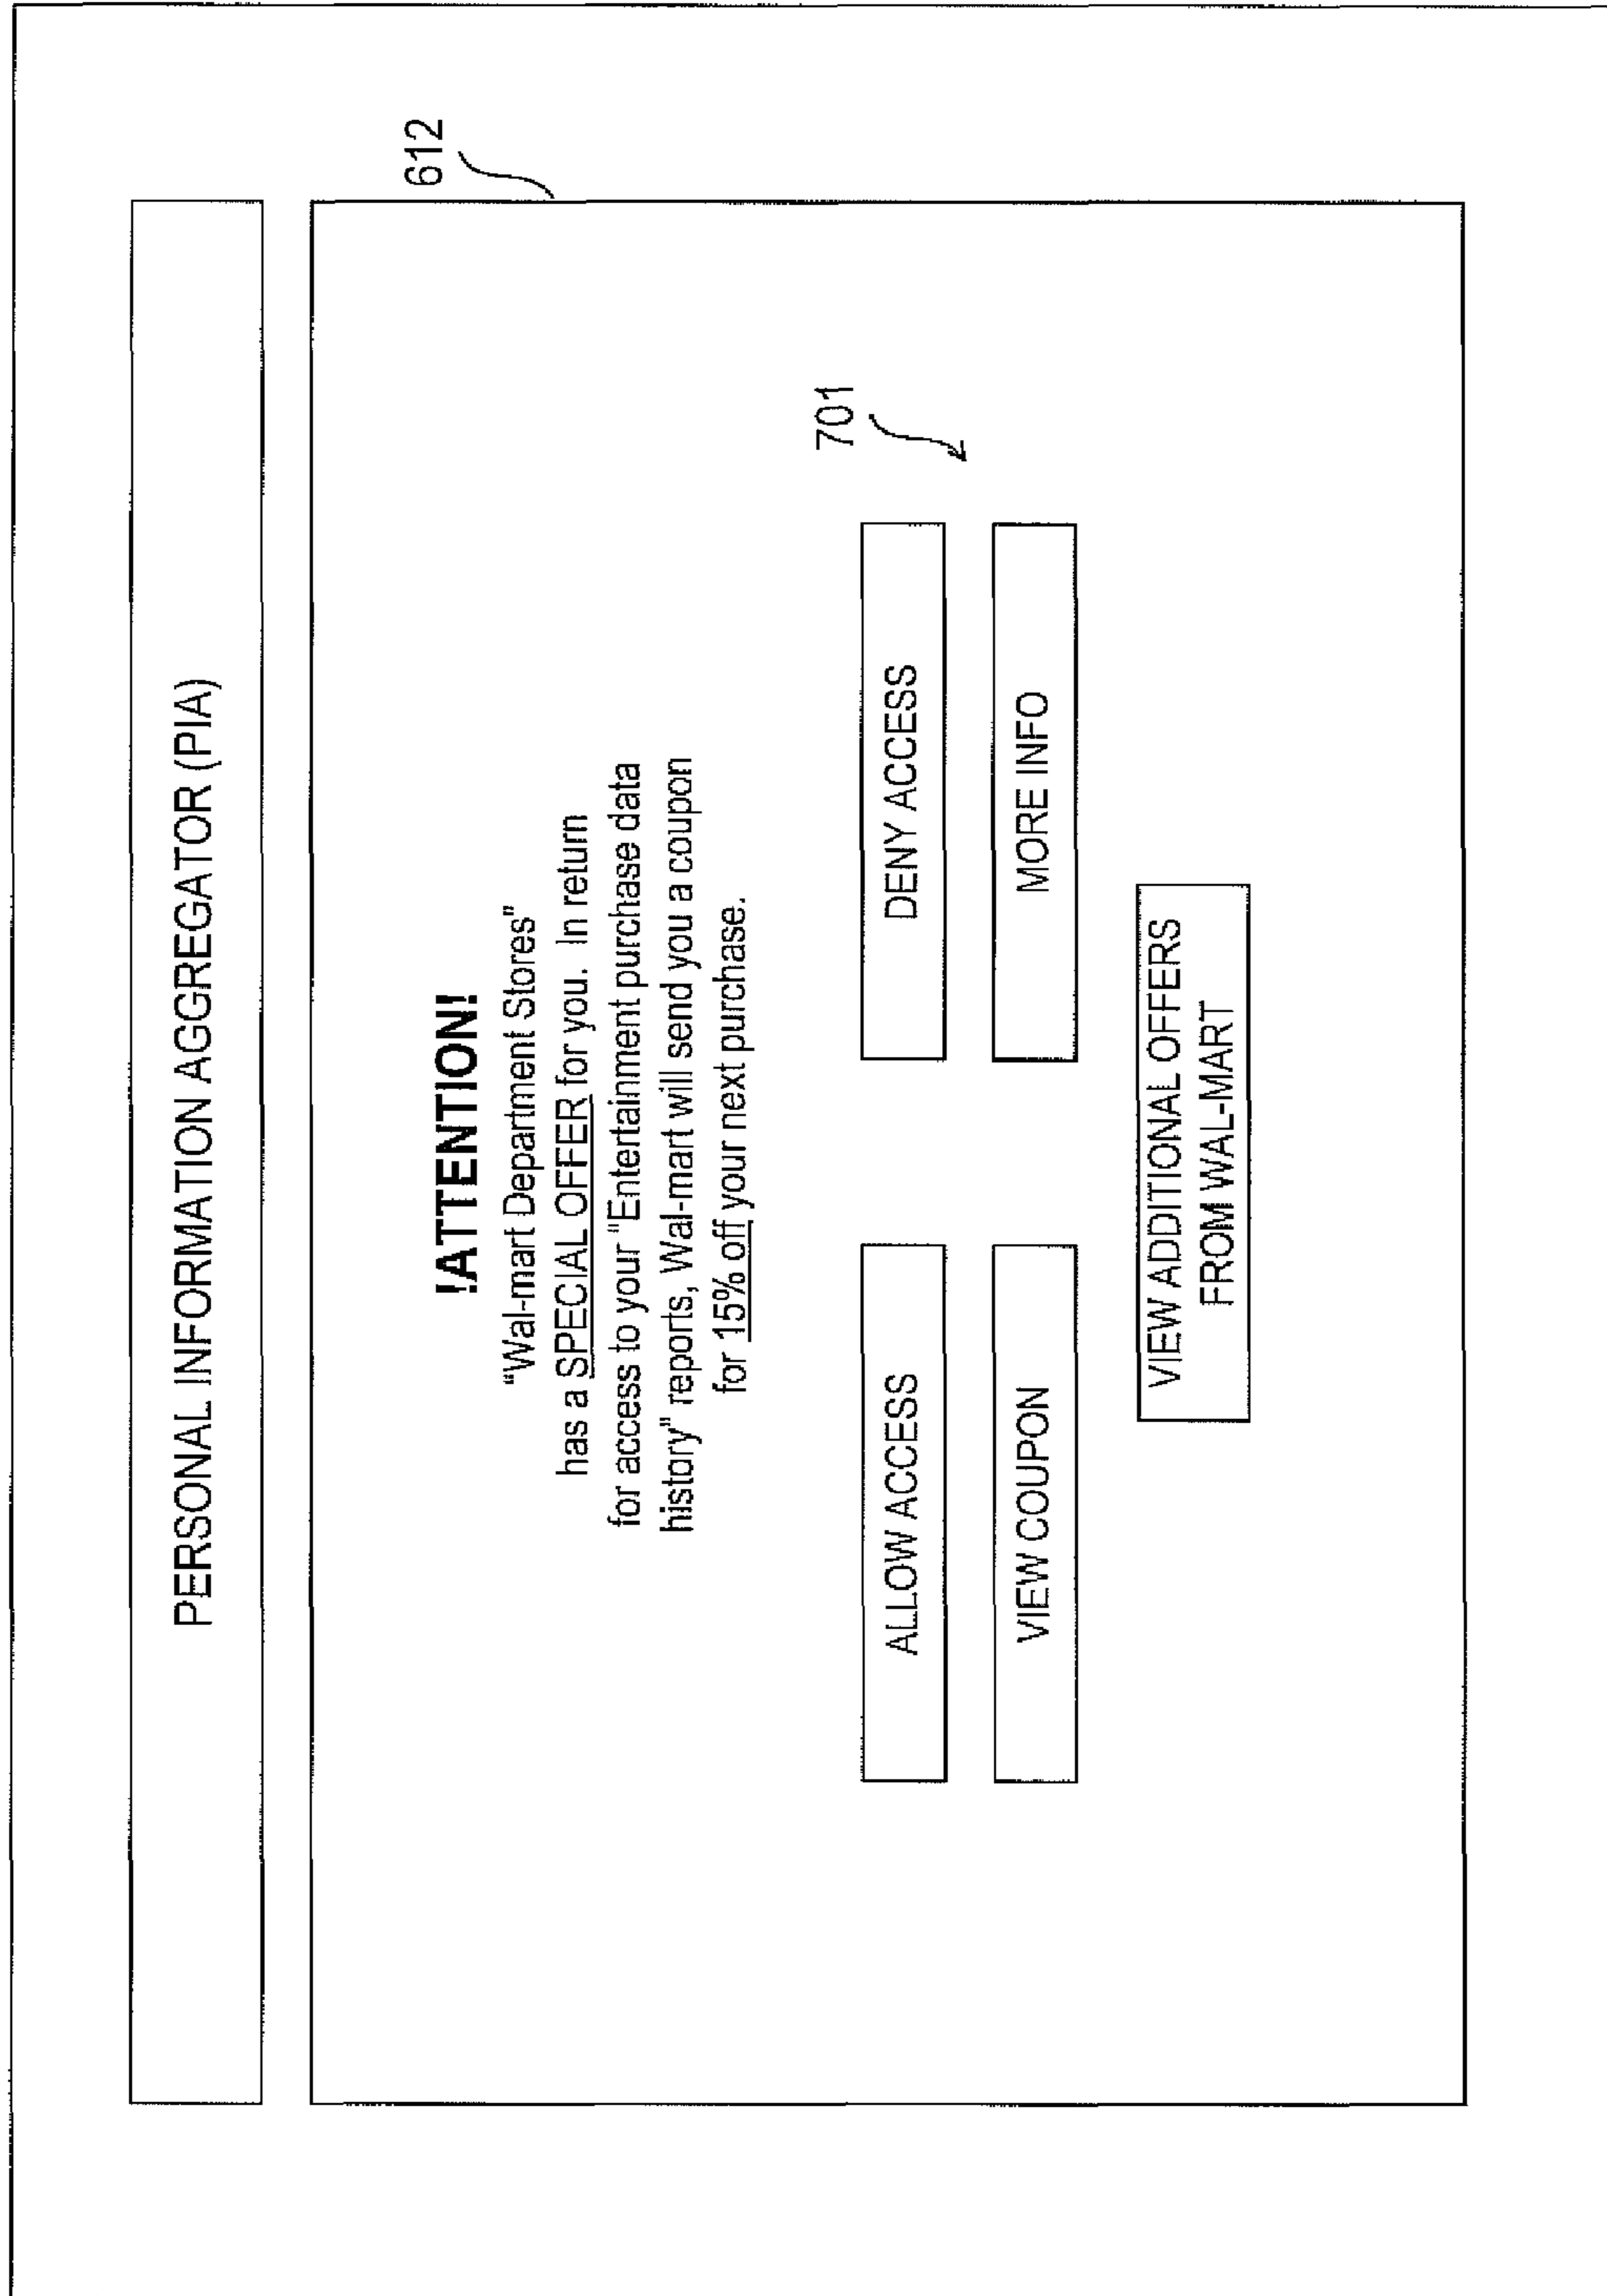 PERSONAL INFORMATION AGGREGATOR (PIA)
612
!ATTENTION!
"Wal-mart Department Stores"
has a SPECIAL OFFER for you. In return
for access to your "Entertainment purchase data
history" reports, Wal-mart will send you a coupon
for 15% off your next purchase.
701
ALLOW ACCESS
DENY ACCESS
VIEW COUPON
MORE INFO
VIEW ADDITIONAL OFFERS
FROM WAL-MART